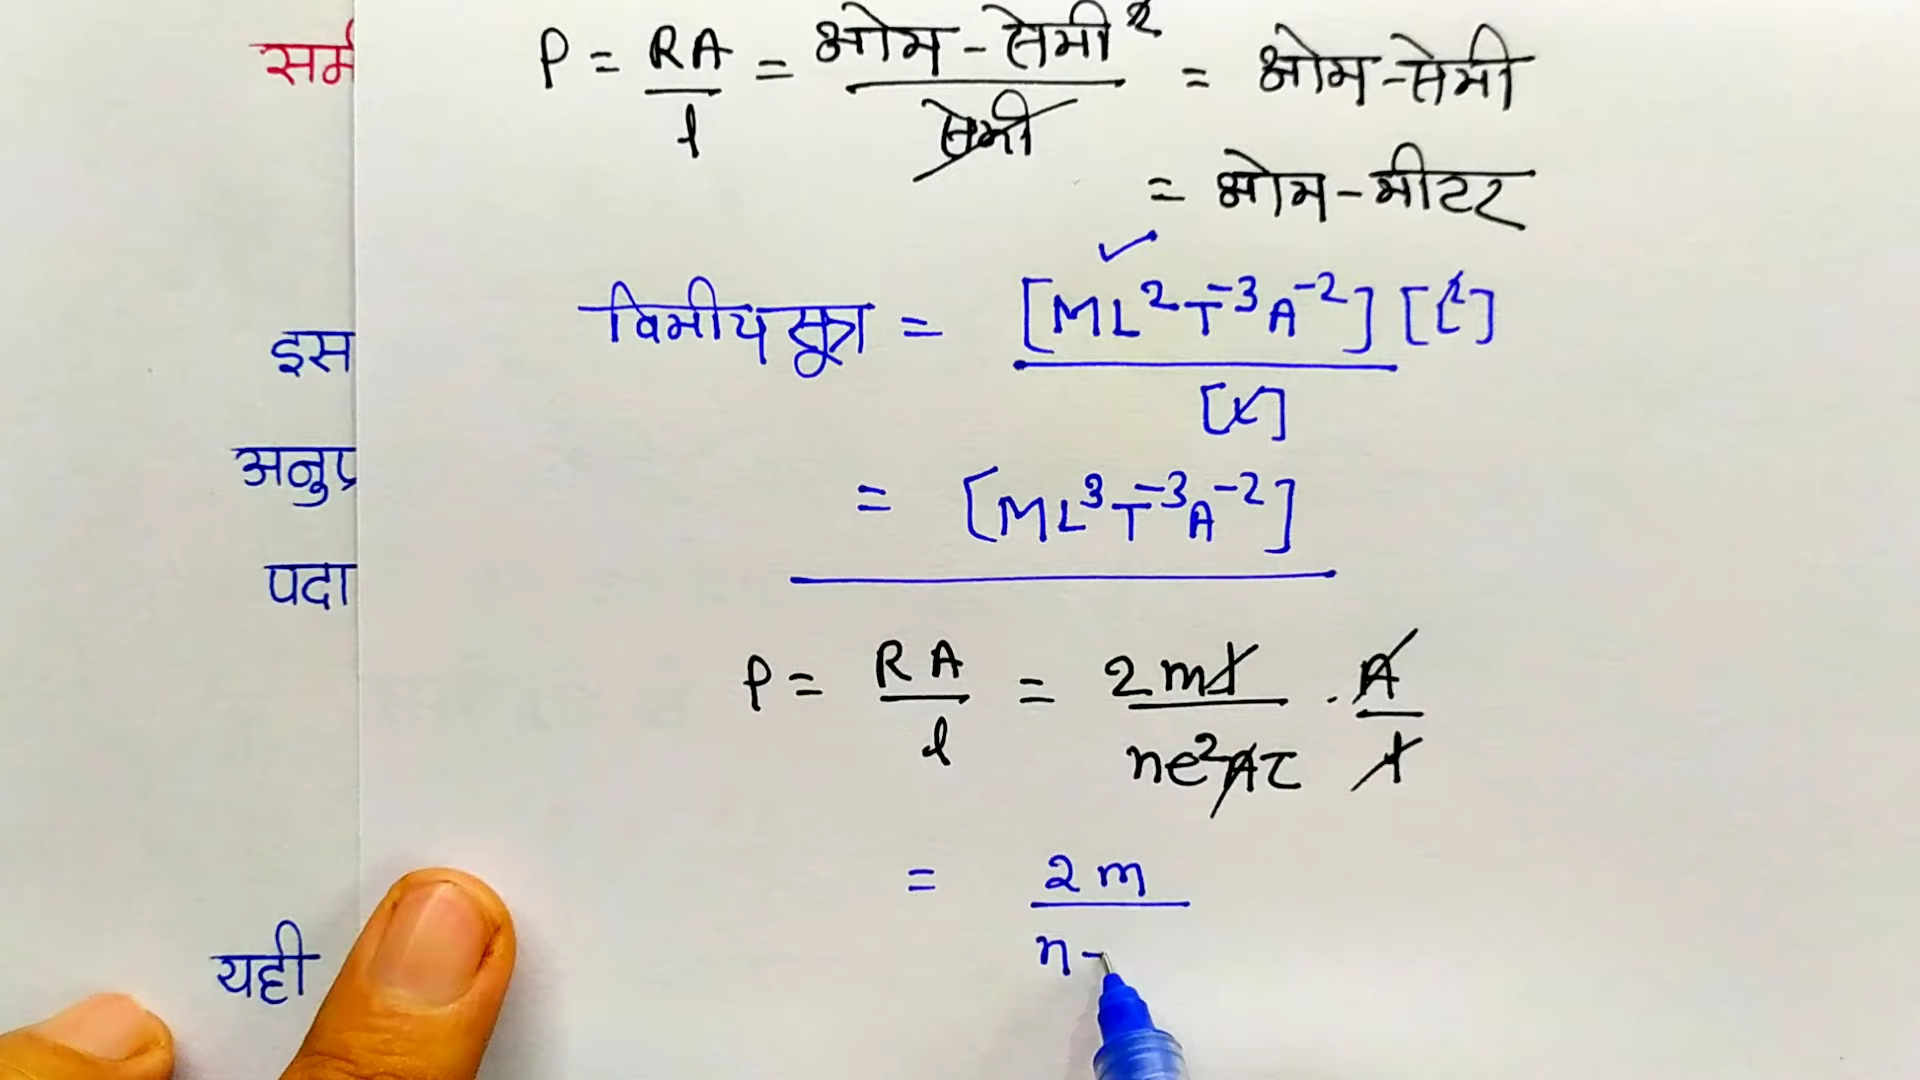 सम
P = RA/l = ओम-सेमी²/सेमी = ओम-सेमी
= ओम-मीटर
✓
विमीय सूत्र = [ML²T⁻³A⁻²] [L²]/[L]
= [ML³T⁻³A⁻²]
इस
अनुप्र
पदा
P = RA/l = 2ml/ne²Aτ . A/l
= 2m/n
यही